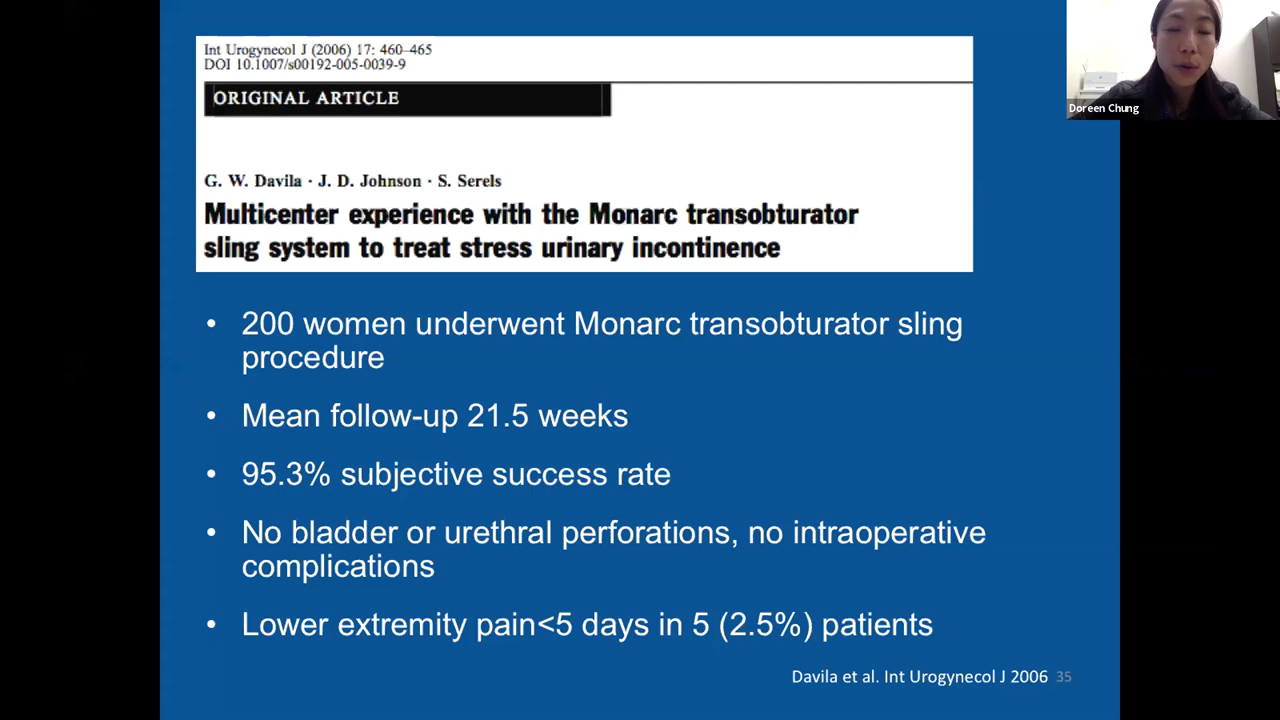 Int Urogynecol J (2006) 17: 460–465
DOI 10.1007/s00192-005-0039-9
ORIGINAL ARTICLE
G. W. Davila · J. D. Johnson · S. Serels
Multicenter experience with the Monarc transobturator
sling system to treat stress urinary incontinence
Doreen Chung
• 200 women underwent Monarc transobturator sling
procedure
• Mean follow-up 21.5 weeks
• 95.3% subjective success rate
• No bladder or urethral perforations, no intraoperative
complications
• Lower extremity pain<5 days in 5 (2.5%) patients
Davila et al. Int Urogynecol J 2006 35